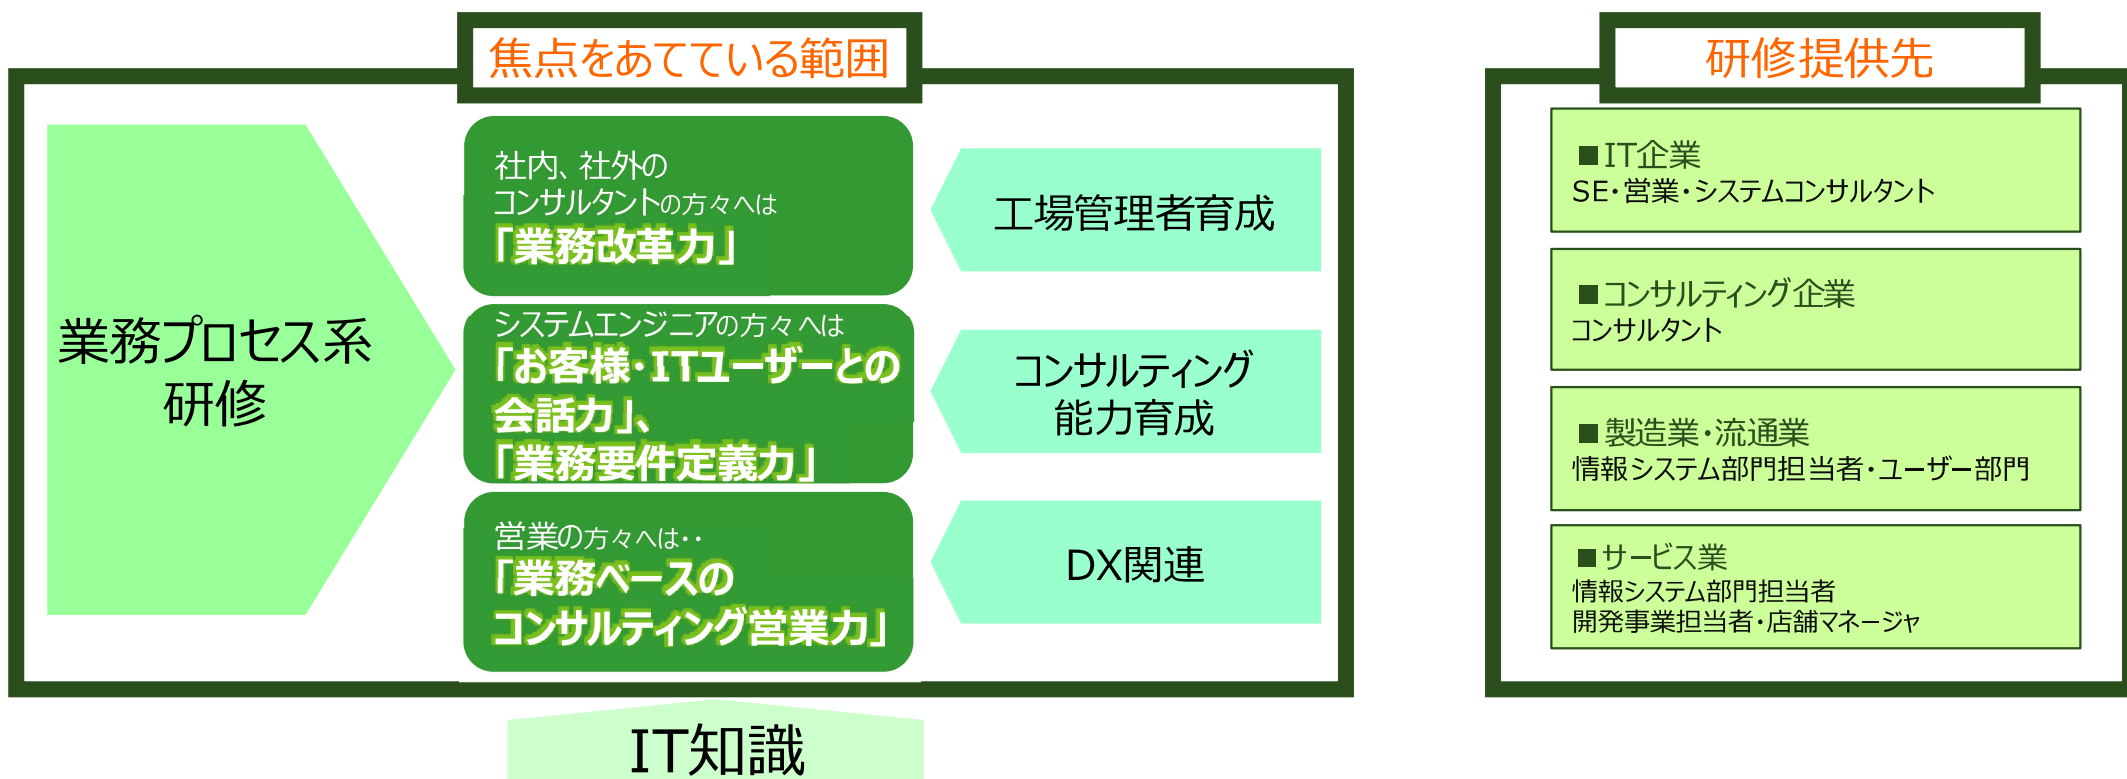 焦点をあてている範囲
業務プロセス系
研修
社内、社外の
コンサルタントの方々へは
「業務改革力」
システムエンジニアの方々へは
「お客様・ITユーザーとの
会話力」、
「業務要件定義力」
営業の方々へは・・
「業務ベースの
コンサルティング営業力」
工場管理者育成
コンサルティング
能力育成
DX関連
IT知識
研修提供先
■IT企業
SE・営業・システムコンサルタント
■コンサルティング企業
コンサルタント
■製造業・流通業
情報システム部門担当者・ユーザー部門
■サービス業
情報システム部門担当者
開発事業担当者・店舗マネージャ